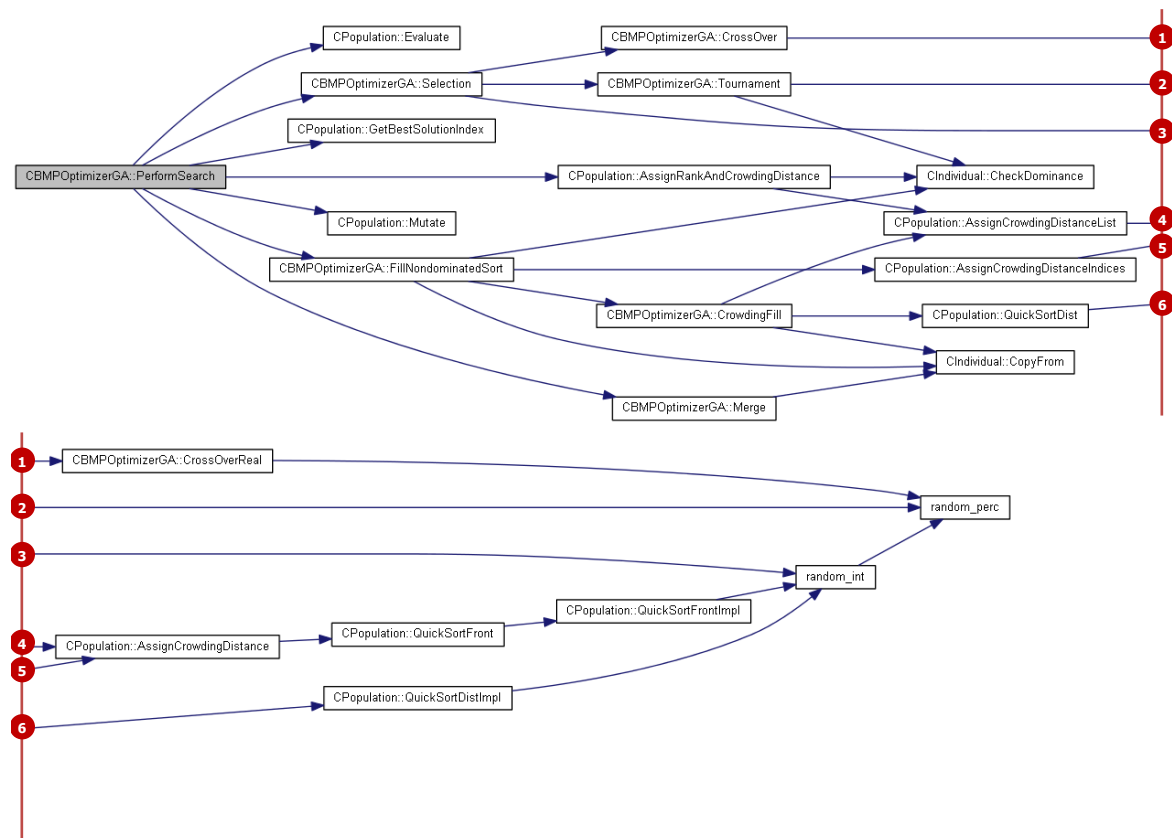 CPopulation::Evaluate
CBMPOptimizerGA::CrossOver
1
CBMPOptimizerGA::Selection
CBMPOptimizerGA::Tournament
2
CPopulation::GetBestSolutionIndex
3
CBMPOptimizerGA::PerformSearch
CPopulation::AssignRankAndCrowdingDistance
CIndividual::CheckDominance
CPopulation::Mutate
CPopulation::AssignCrowdingDistanceList
4
5
CBMPOptimizerGA::FillNondominatedSort
CPopulation::AssignCrowdingDistanceIndices
6
CBMPOptimizerGA::CrowdingFill
CPopulation::QuickSortDist
CIndividual::CopyFrom
CBMPOptimizerGA::Merge
1
CBMPOptimizerGA::CrossOverReal
2
random_perc
3
random_int
CPopulation::QuickSortFrontImpl
4
CPopulation::AssignCrowdingDistance
CPopulation::QuickSortFront
5
CPopulation::QuickSortDistImpl
6